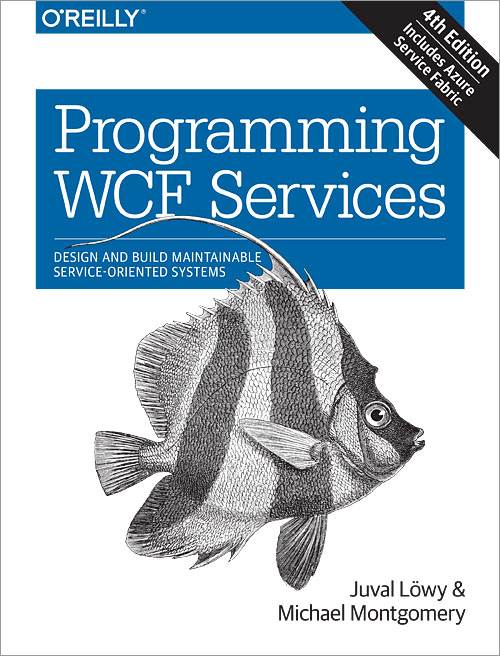 O'REILLY®
4th Edition
Includes Azure
Service Fabric
Programming
WCF Services
DESIGN AND BUILD MAINTAINABLE
SERVICE-ORIENTED SYSTEMS
Juval Löwy &
Michael Montgomery